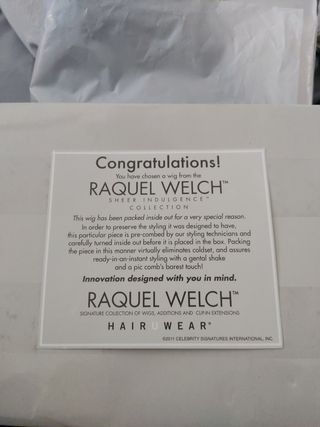 Congratulations!
You have chosen a wig from the
RAQUEL WELCH™
SHEER INDULGENCE™
COLLECTION
This wig has been packed inside out for a very special reason.
In order to preserve the styling it was designed to have,
this particular piece is pre-combed by our styling technicians and
carefully turned inside out before it is placed in the box. Packing
the piece in this manner virtually eliminates coldset, and assures
ready-in-an-instant styling with a gental shake
and a pic comb's barest touch!
Innovation designed with you in mind.
RAQUEL WELCH™
SIGNATURE COLLECTION OF WIGS, ADDITIONS AND CLIP-IN EXTENSIONS
HAIRUWEAR®
©2011 CELEBRITY SIGNATURES INTERNATIONAL, INC.